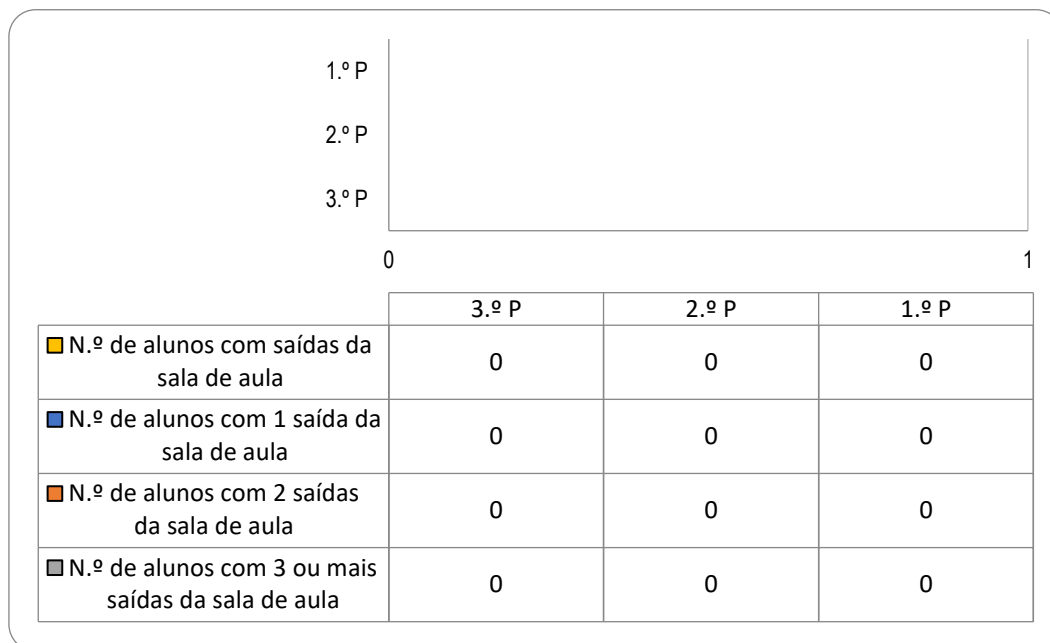 1.º P
2.º P
3.º P
0 1
3.º P 2.º P 1.º P
N.º de alunos com saídas da
sala de aula
0 0 0
N.º de alunos com 1 saída da
sala de aula
0 0 0
N.º de alunos com 2 saídas
da sala de aula
0 0 0
N.º de alunos com 3 ou mais
saídas da sala de aula
0 0 0